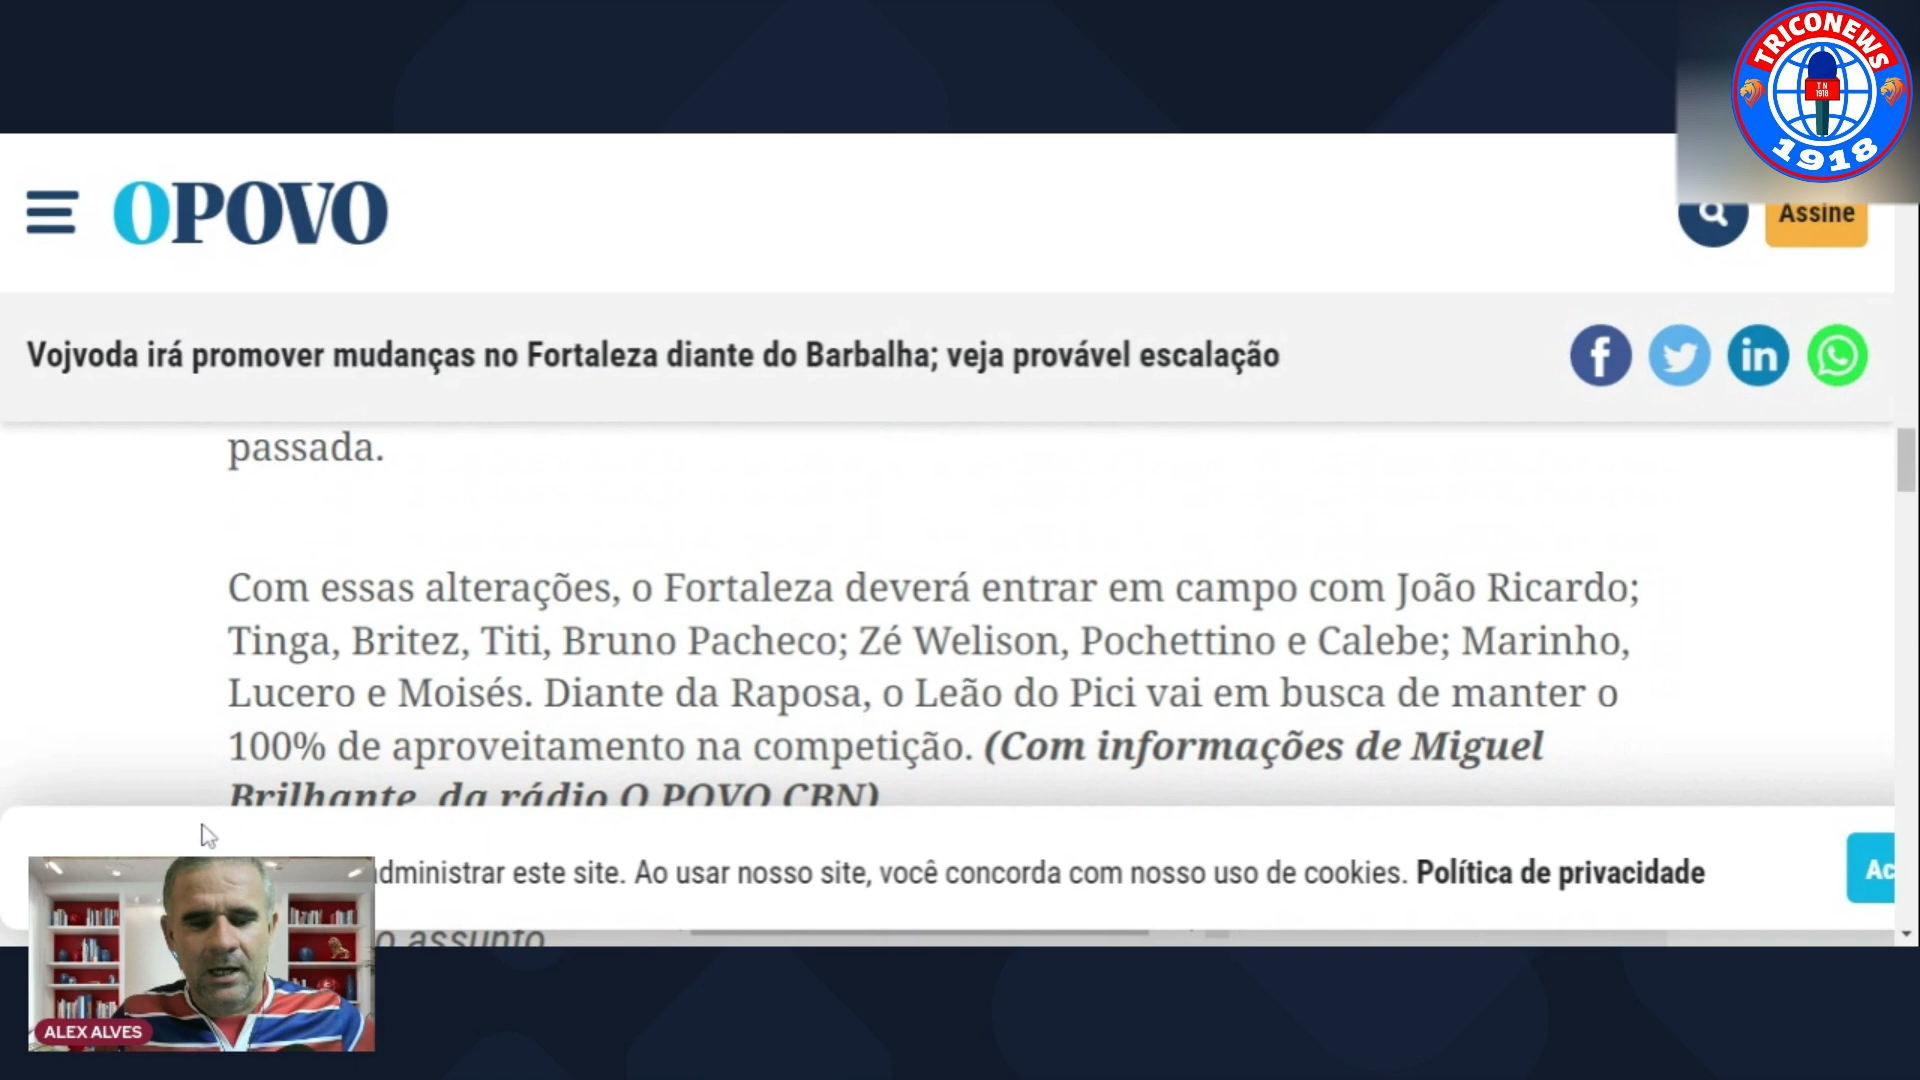 TRICONEWS
TN
1918
1918
OPOVO
Assine
Vojvoda irá promover mudanças no Fortaleza diante do Barbalha; veja provável escalação
passada.
Com essas alterações, o Fortaleza deverá entrar em campo com João Ricardo;
Tinga, Britez, Titi, Bruno Pacheco; Zé Welison, Pochettino e Calebe; Marinho,
Lucero e Moisés. Diante da Raposa, o Leão do Pici vai em busca de manter o
100% de aproveitamento na competição. (Com informações de Miguel
Brilhante, da rádio O POVO CBN)
dministrar este site. Ao usar nosso site, você concorda com nosso uso de cookies. Política de privacidade
Ac
o assunto
ALEX ALVES